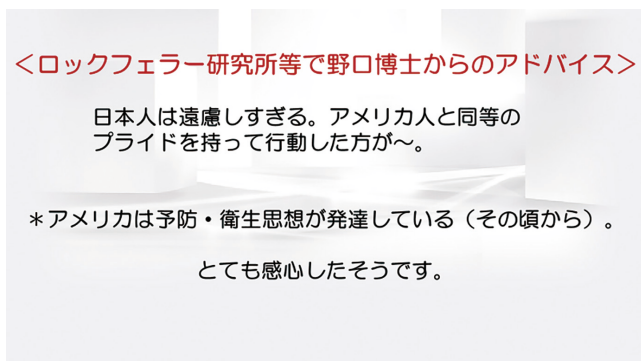 ＜ロックフェラー研究所等で野口博士からのアドバイス＞
日本人は遠慮しすぎる。アメリカ人と同等の
プライドを持って行動した方が～。
＊アメリカは予防・衛生思想が発達している（その頃から）。
とても感心したそうです。